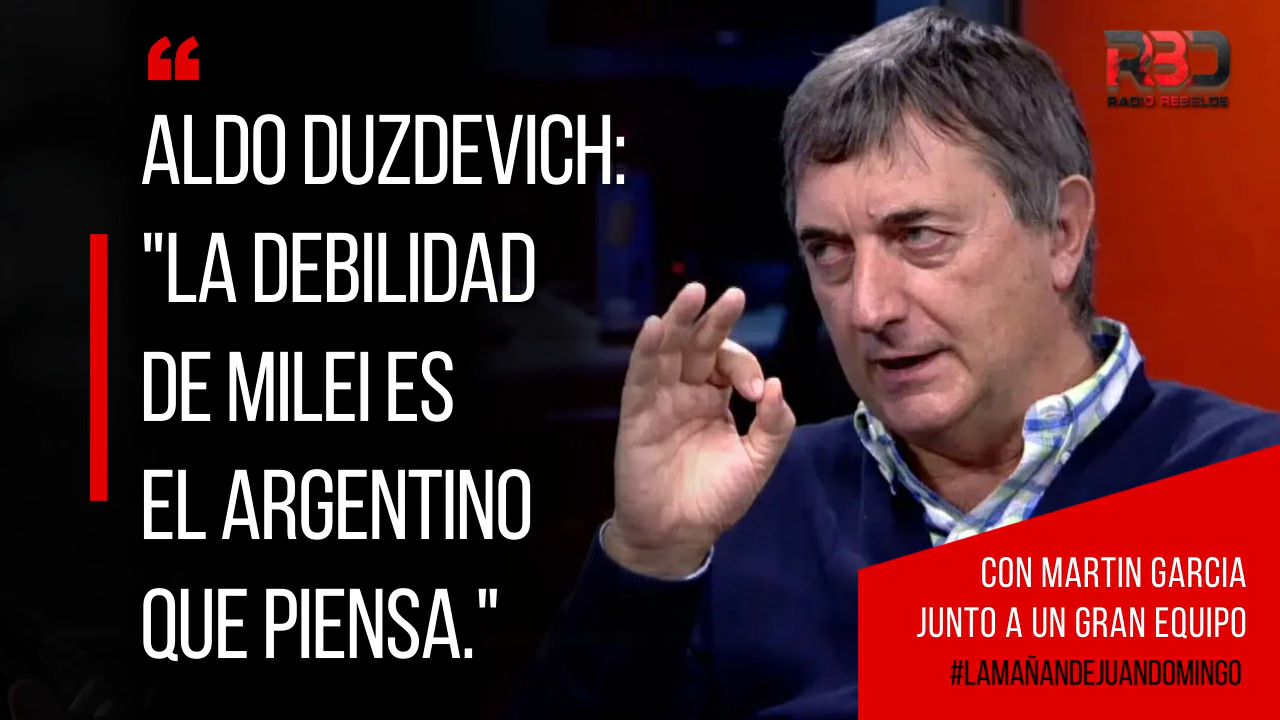 “
ALDO DUZDEVICH:
"LA DEBILIDAD
DE MILEI ES
EL ARGENTINO
QUE PIENSA."
RBD
RADIO REBELDE
CON MARTIN GARCIA
JUNTO A UN GRAN EQUIPO
#LAMAÑANDEJUANDOMINGO